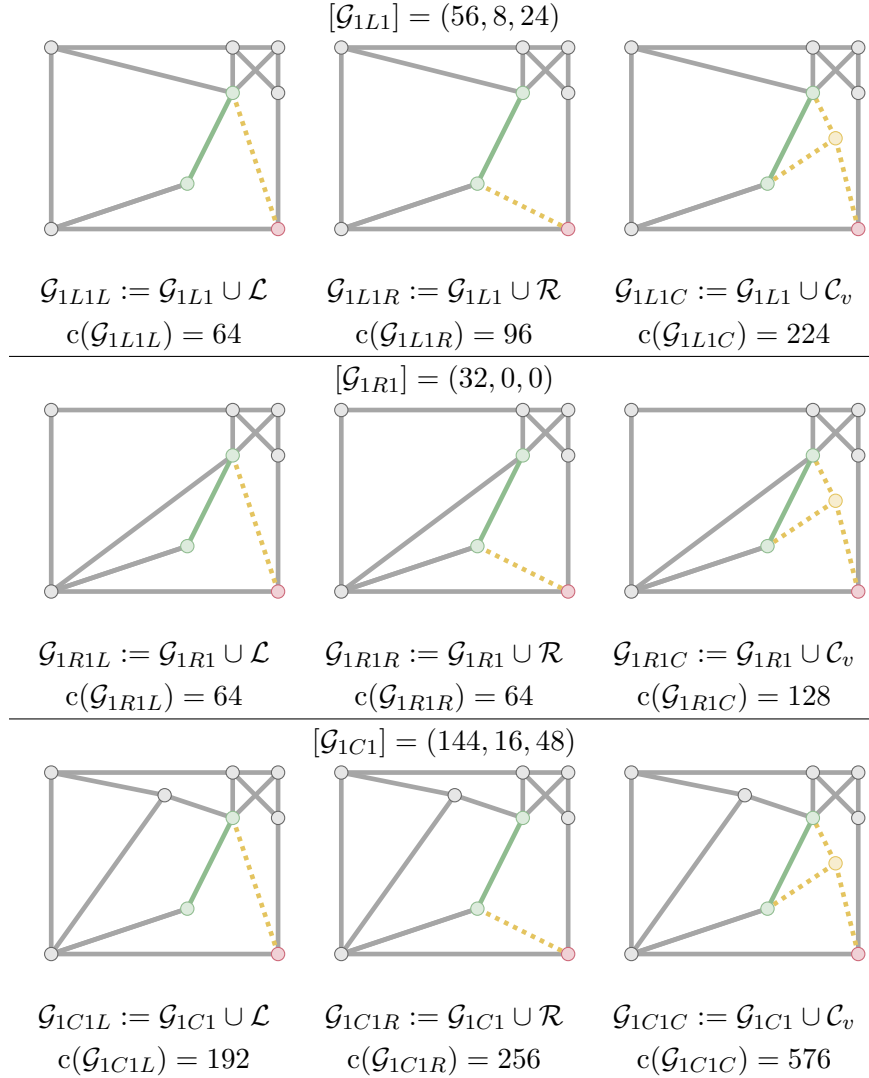 [𝒢₁L₁] = (56, 8, 24)
𝒢₁L₁L := 𝒢₁L₁ ∪ ℒ 𝒢₁L₁R := 𝒢₁L₁ ∪ ℛ 𝒢₁L₁C := 𝒢₁L₁ ∪ 𝒞ᵥ
c(𝒢₁L₁L) = 64 c(𝒢₁L₁R) = 96 c(𝒢₁L₁C) = 224
[𝒢₁R₁] = (32, 0, 0)
𝒢₁R₁L := 𝒢₁R₁ ∪ ℒ 𝒢₁R₁R := 𝒢₁R₁ ∪ ℛ 𝒢₁R₁C := 𝒢₁R₁ ∪ 𝒞ᵥ
c(𝒢₁R₁L) = 64 c(𝒢₁R₁R) = 64 c(𝒢₁R₁C) = 128
[𝒢₁C₁] = (144, 16, 48)
𝒢₁C₁L := 𝒢₁C₁ ∪ ℒ 𝒢₁C₁R := 𝒢₁C₁ ∪ ℛ 𝒢₁C₁C := 𝒢₁C₁ ∪ 𝒞ᵥ
c(𝒢₁C₁L) = 192 c(𝒢₁C₁R) = 256 c(𝒢₁C₁C) = 576